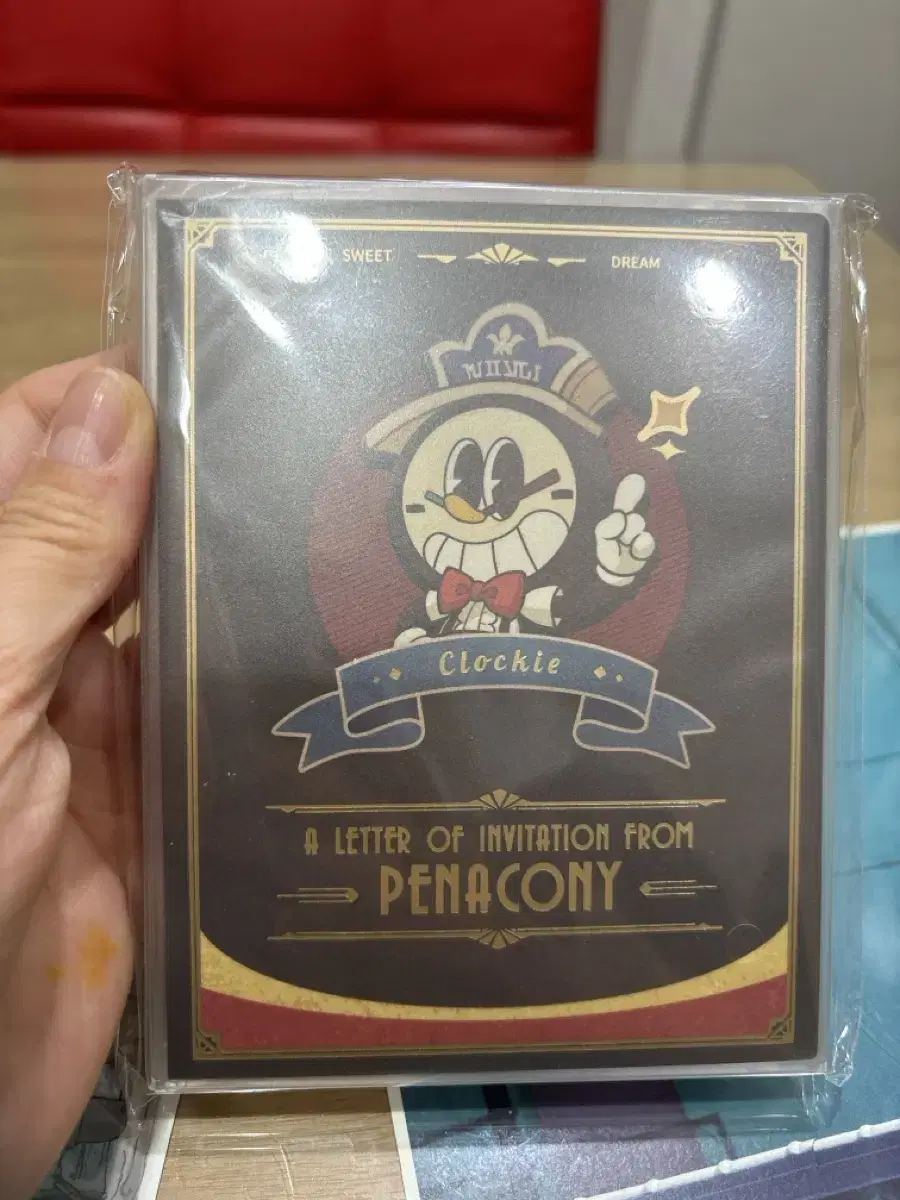 SWEET DREAM
Clockie
A LETTER OF INVITATION FROM
PENACONY